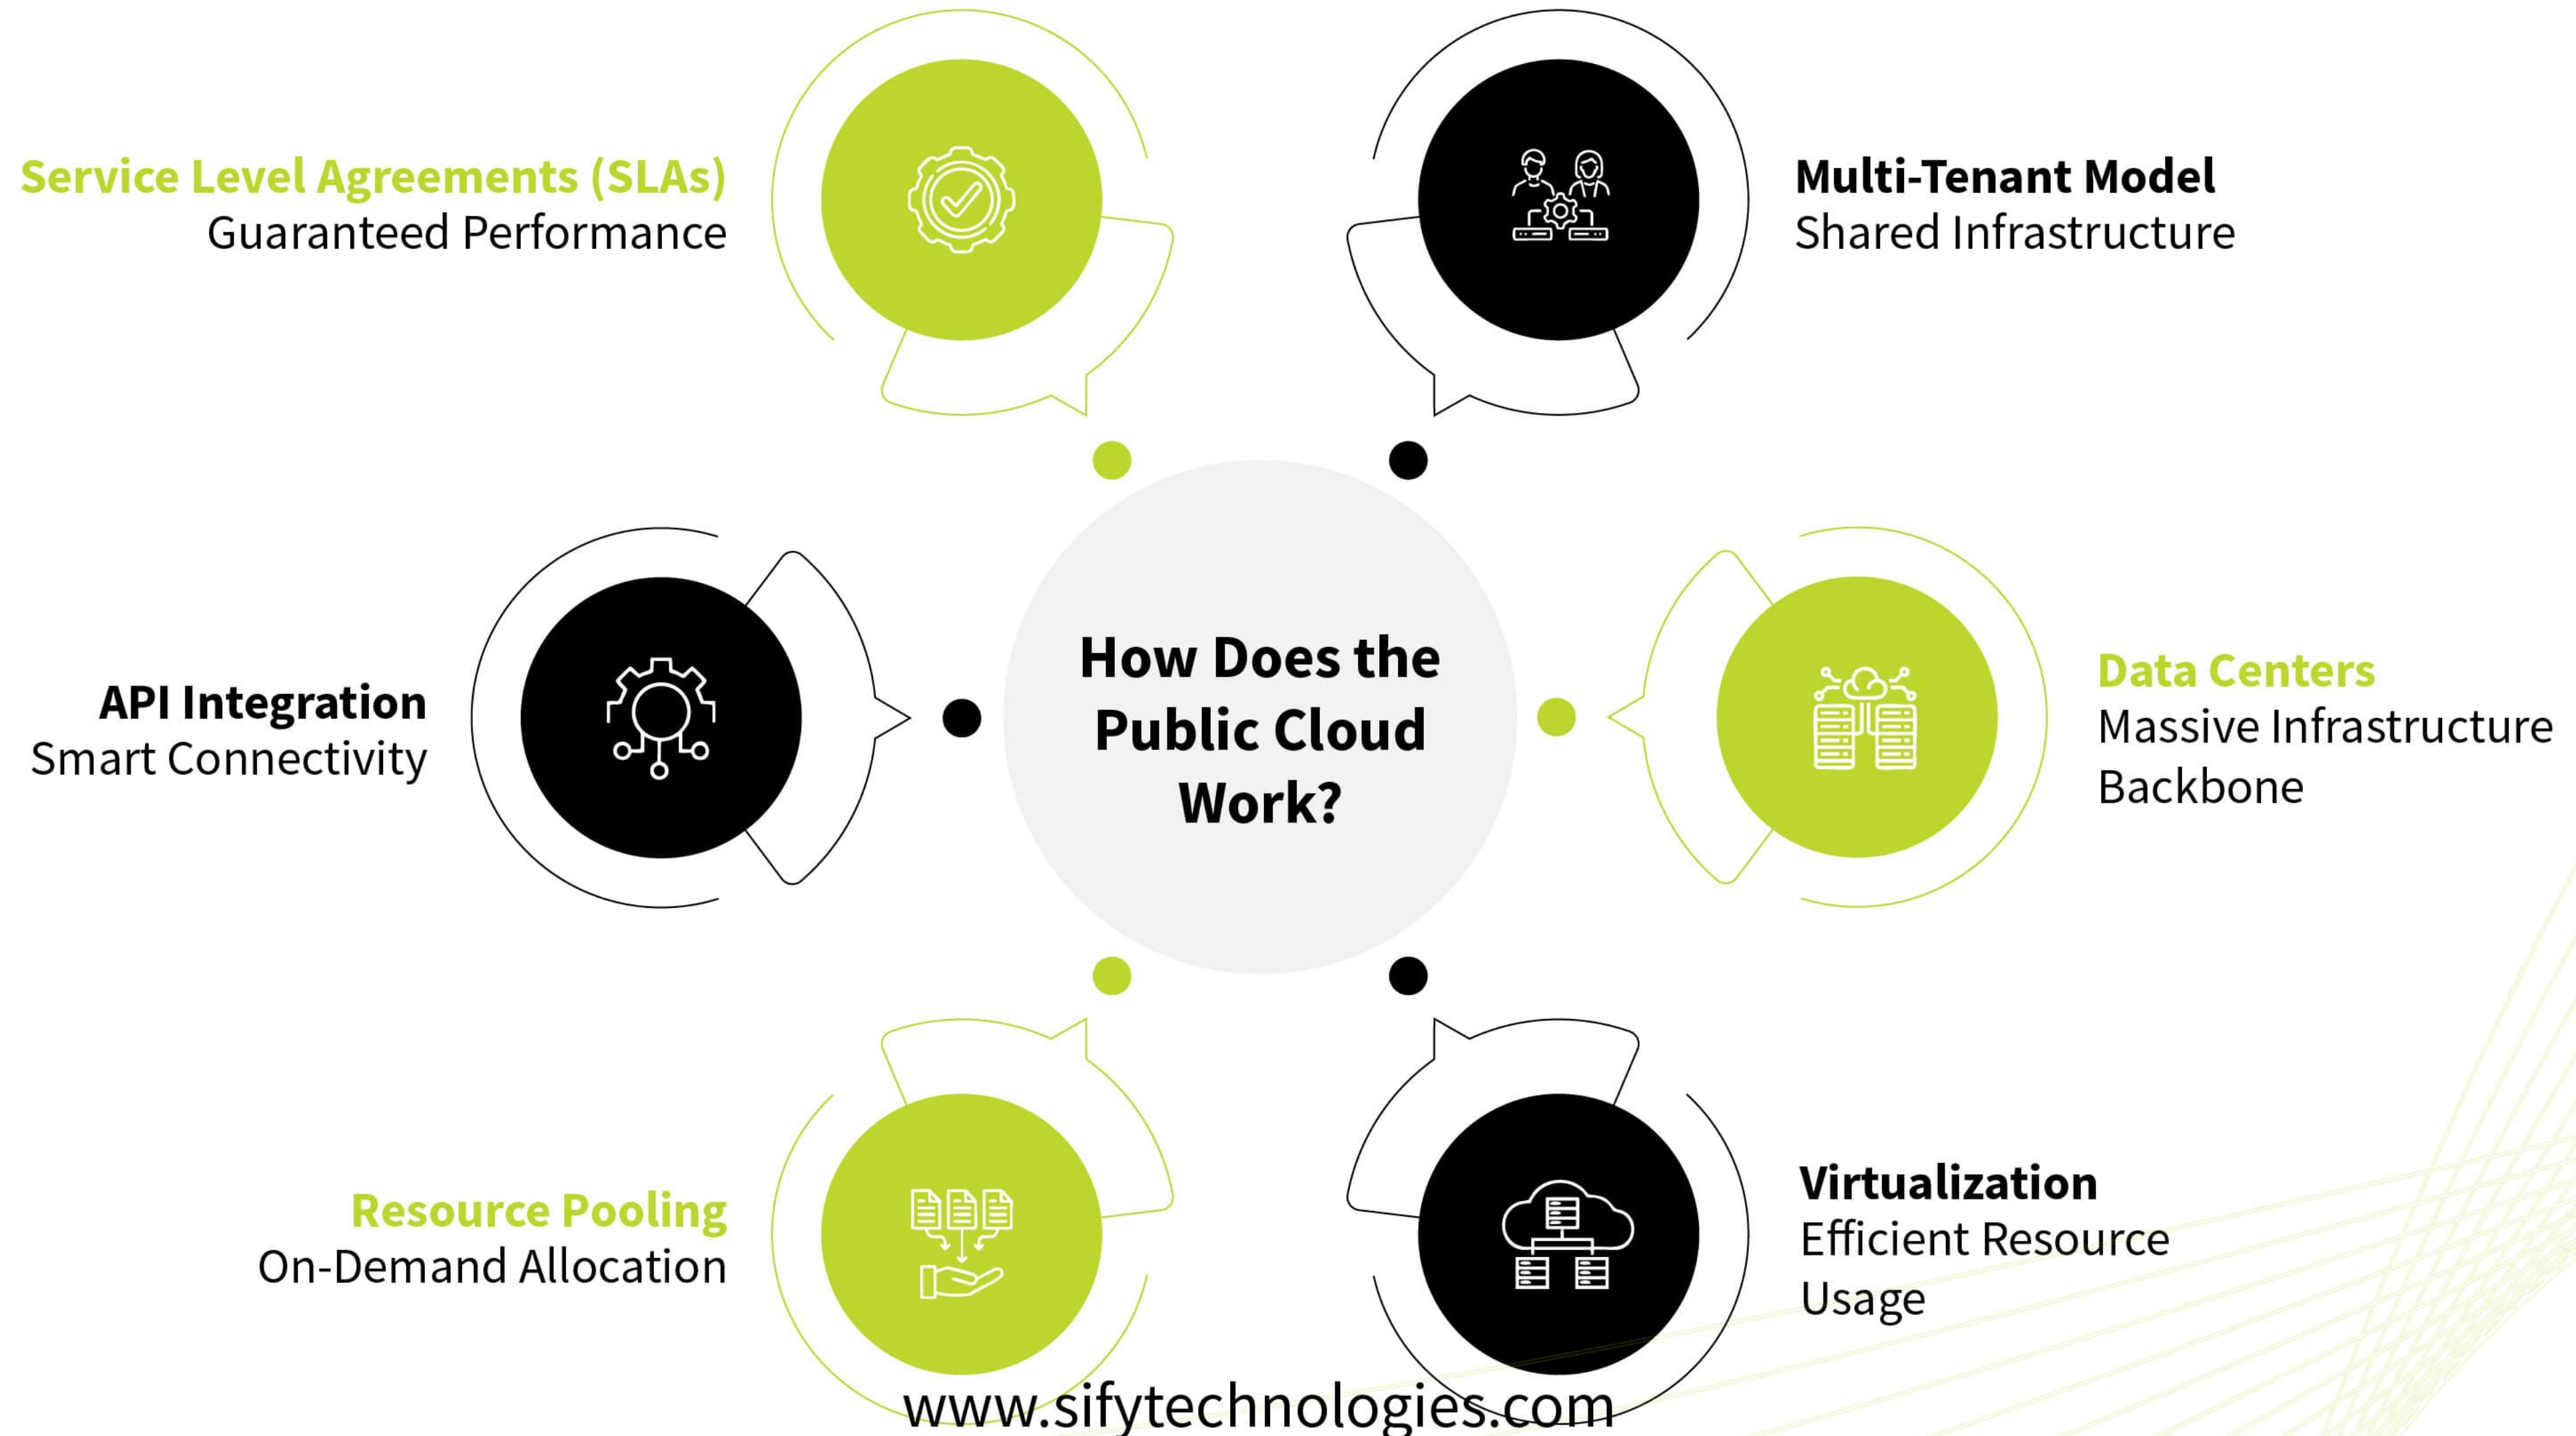 Service Level Agreements (SLAs)
Guaranteed Performance
Multi-Tenant Model
Shared Infrastructure
API Integration
Smart Connectivity
How Does the
Public Cloud
Work?
Data Centers
Massive Infrastructure
Backbone
Resource Pooling
On-Demand Allocation
Virtualization
Efficient Resource
Usage
www.sifytechnologies.com